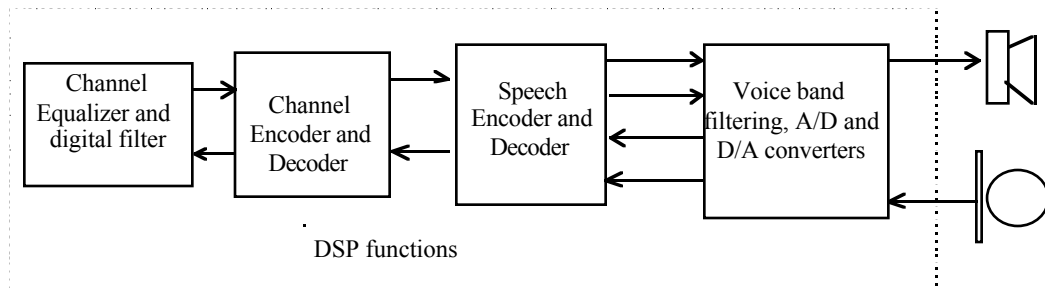 Channel
Equalizer and
digital filter
Channel
Encoder and
Decoder
Speech
Encoder and
Decoder
Voice band
filtering, A/D and
D/A converters
DSP functions